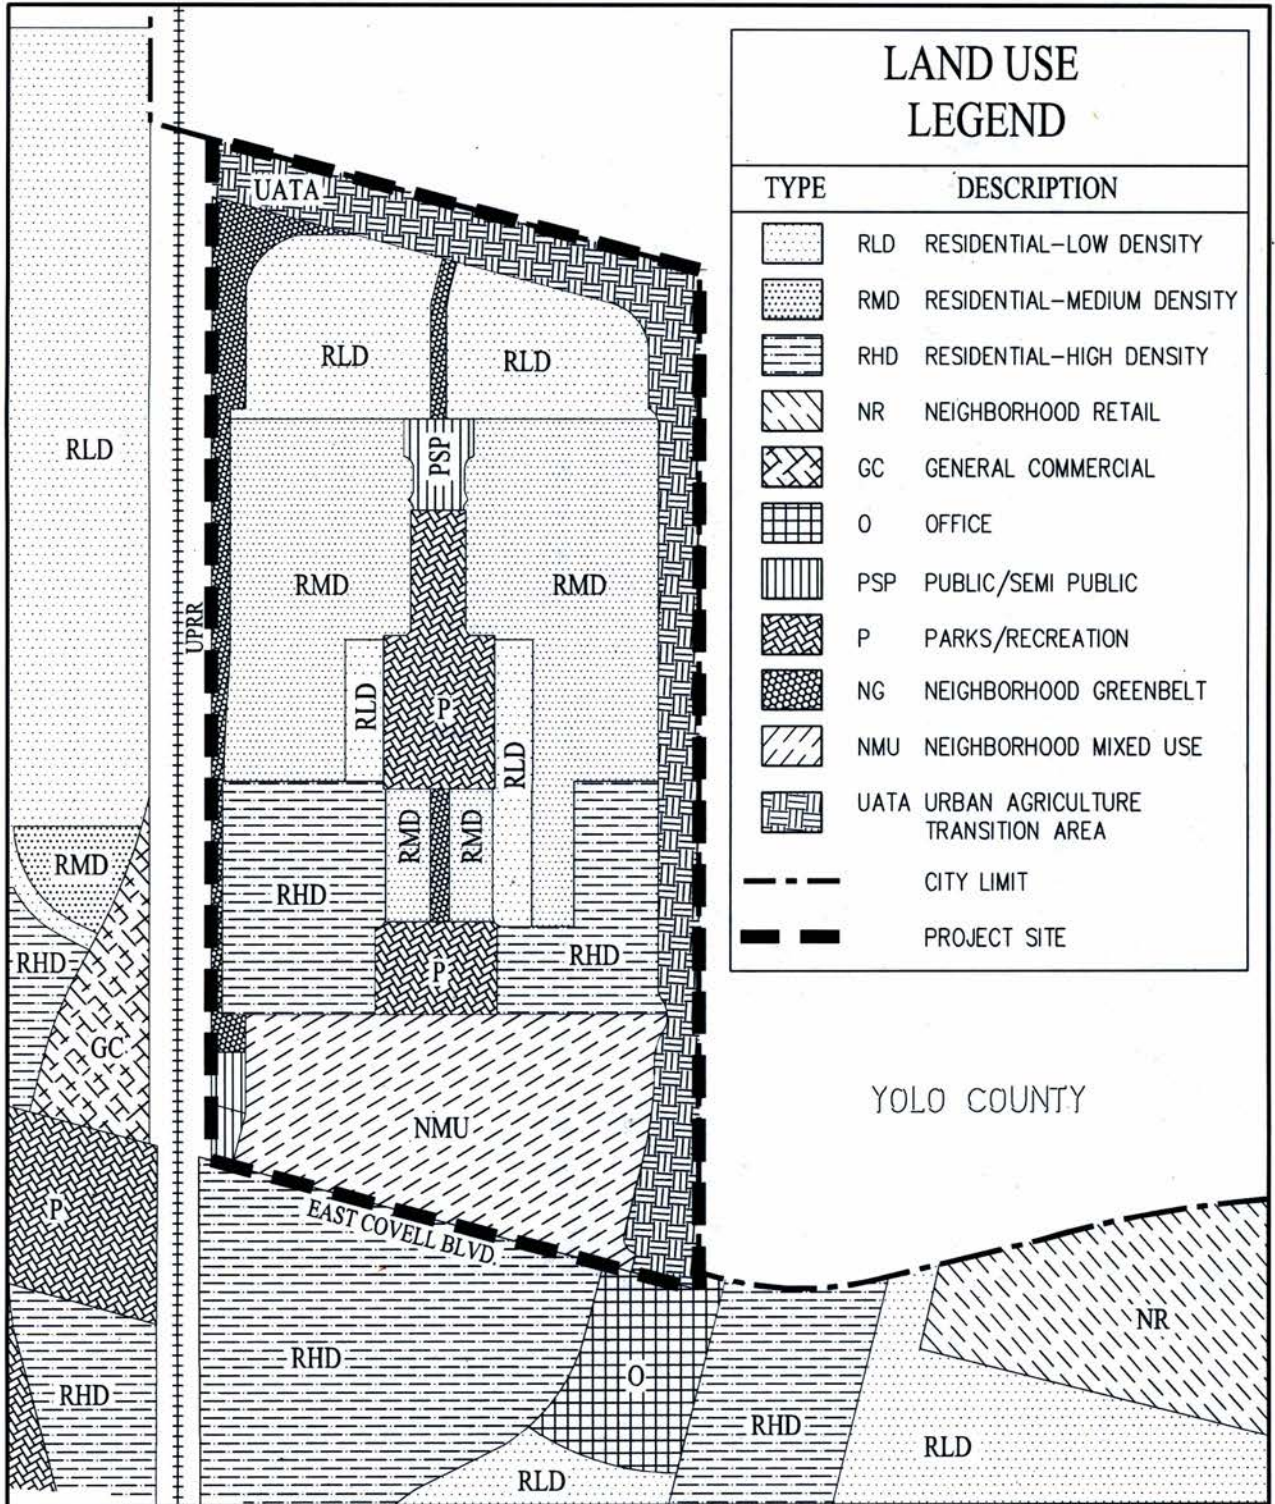 LAND USE
LEGEND
TYPE DESCRIPTION
RLD RESIDENTIAL-LOW DENSITY
RMD RESIDENTIAL-MEDIUM DENSITY
RHD RESIDENTIAL-HIGH DENSITY
NR NEIGHBORHOOD RETAIL
GC GENERAL COMMERCIAL
O OFFICE
PSP PUBLIC/SEMI PUBLIC
P PARKS/RECREATION
NG NEIGHBORHOOD GREENBELT
NMU NEIGHBORHOOD MIXED USE
UATA URBAN AGRICULTURE
TRANSITION AREA
CITY LIMIT
PROJECT SITE
UATA
RLD
RLD
RLD
PSP
RMD
RMD
UPRR
RLD
P
RLD
RMD
RMD
RMD
RHD
RHD
RHD
P
GC
NMU
YOLO COUNTY
P
EAST COVELL BLVD.
NR
RHD
O
RHD
RHD
RLD
RLD